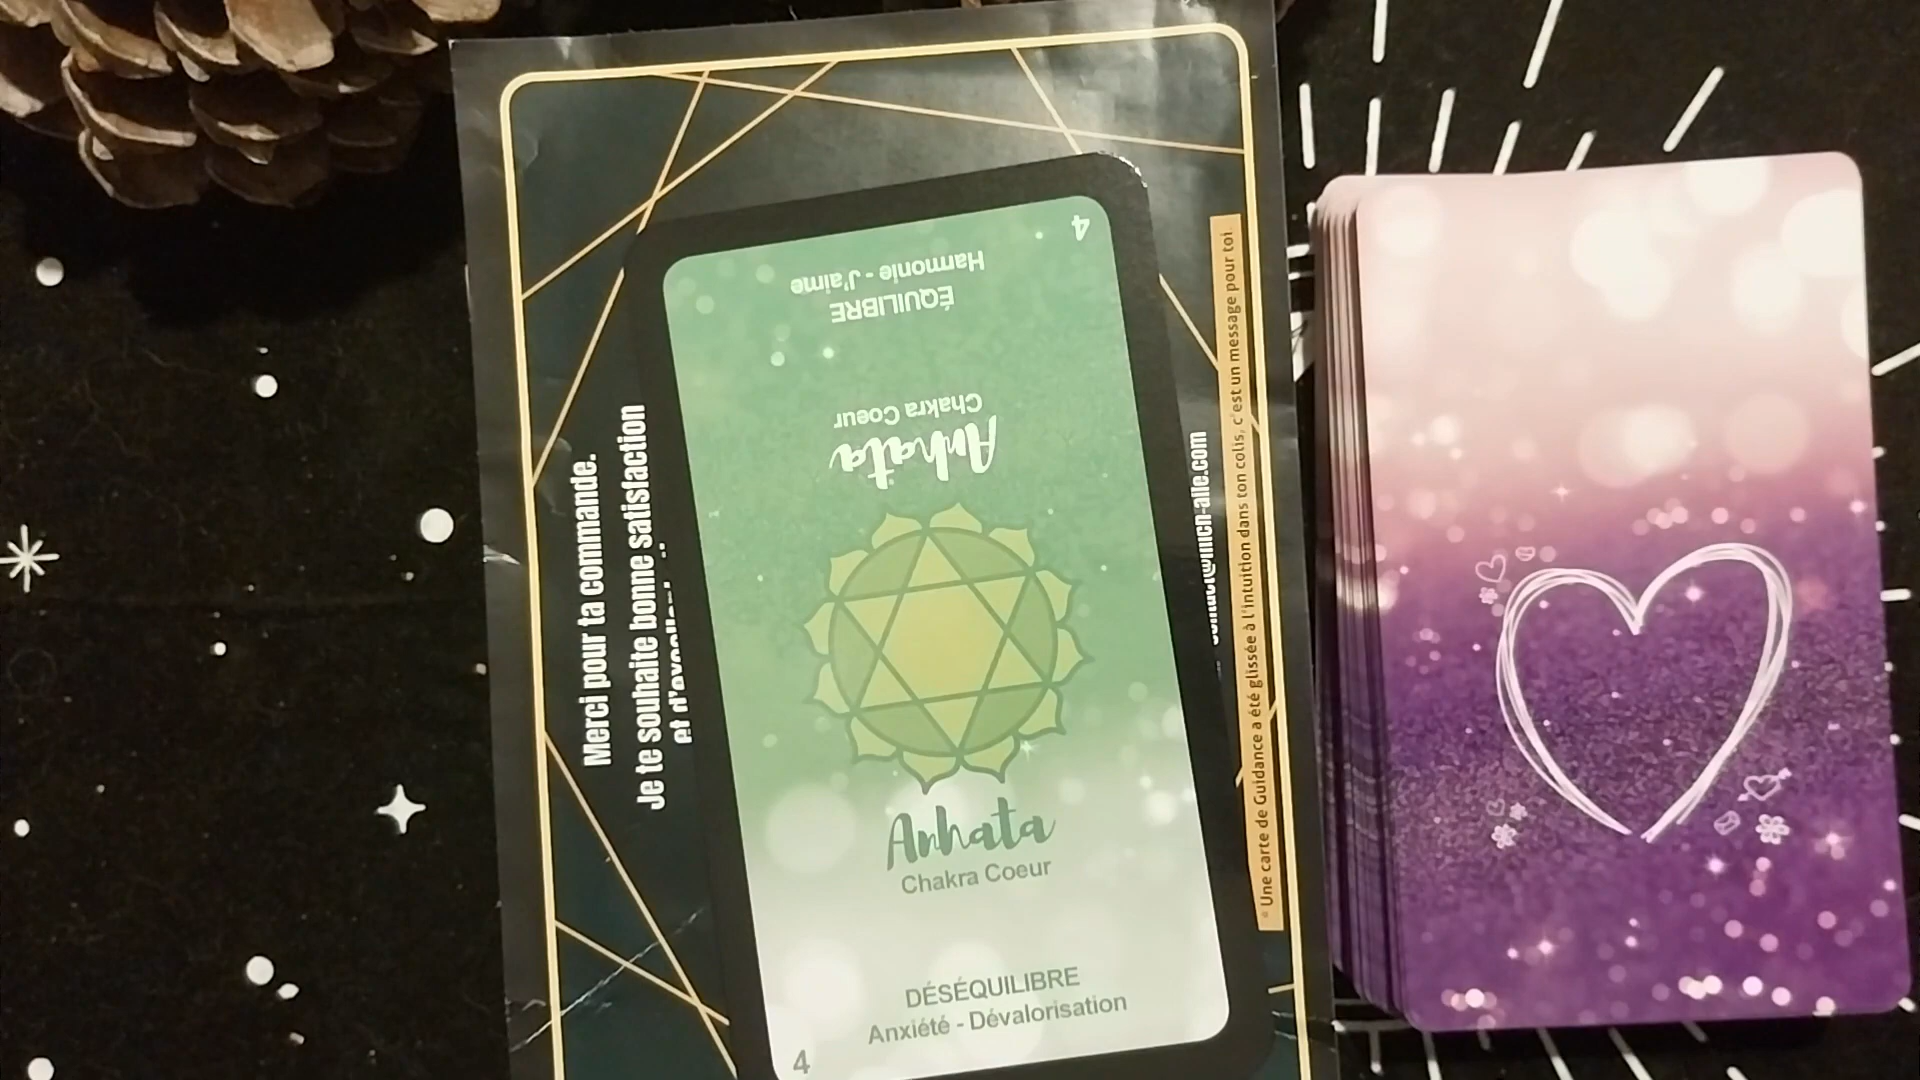 Merci pour ta commande.
Je te souhaite bonne satisfaction
4
Harmonie - J'aime
ÉQUILIBRE
Chakra Coeur
Anhata
Anhata
Chakra Coeur
DÉSÉQUILIBRE
Anxiété - Dévalorisation
4
* Une carte de Guidance a été glissée à l'intuition dans ton colis, c'est un message pour toi